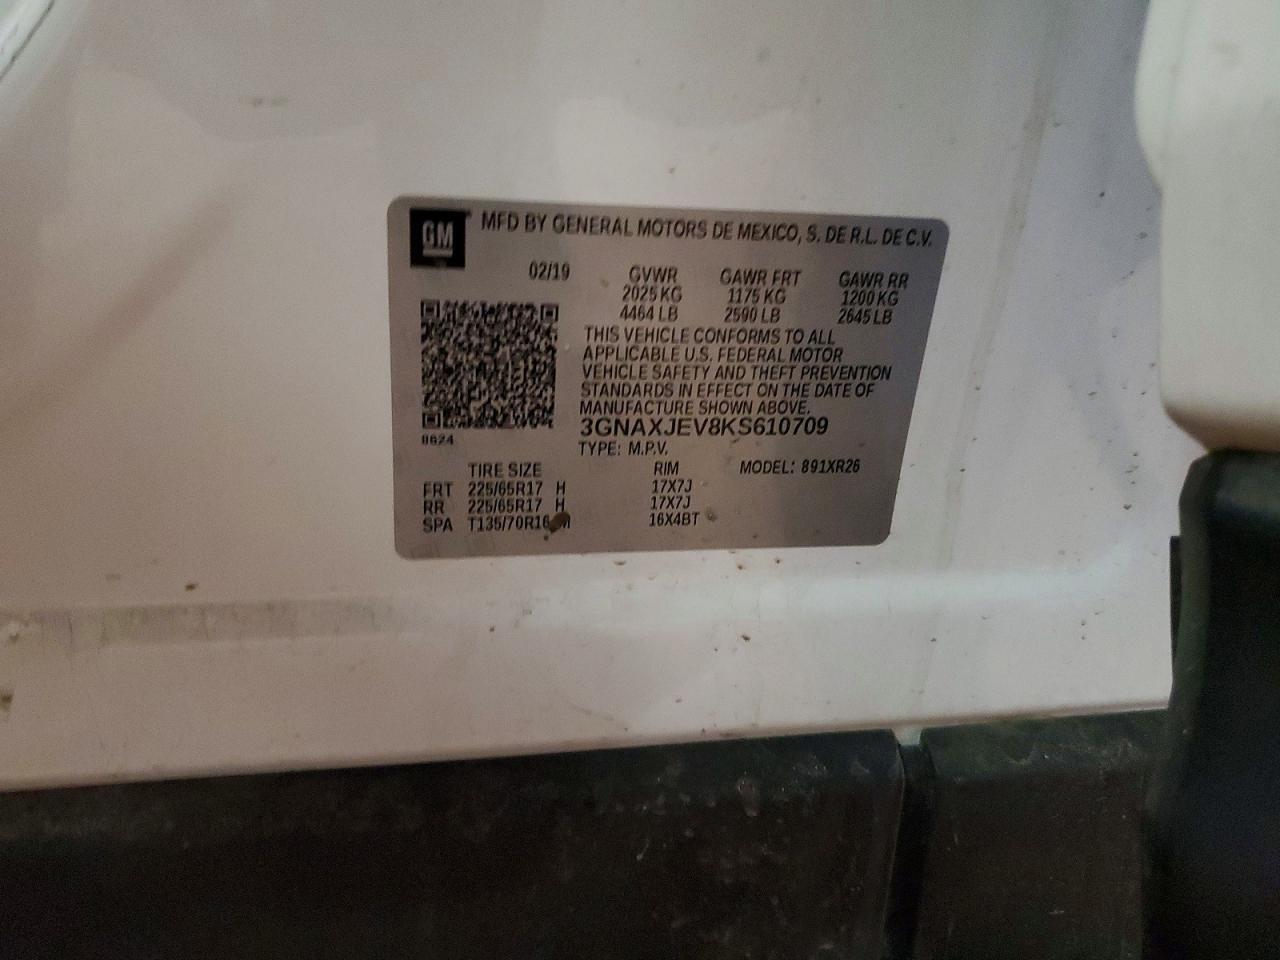 GM
MFD BY GENERAL MOTORS DE MEXICO, S. DE R.L. DE C.V.
02/19 GVWR GAWR FRT GAWR RR
2025 KG 1175 KG 1200 KG
4464 LB 2590 LB 2645 LB
THIS VEHICLE CONFORMS TO ALL
APPLICABLE U.S. FEDERAL MOTOR
VEHICLE SAFETY AND THEFT PREVENTION
STANDARDS IN EFFECT ON THE DATE OF
MANUFACTURE SHOWN ABOVE.
3GNAXJEV8KS610709
8624
TYPE: M.P.V.
TIRE SIZE RIM MODEL: 891XR26
FRT 225/65R17 H 17X7J
RR 225/65R17 H 17X7J
SPA T135/70R16 M 16X4BT